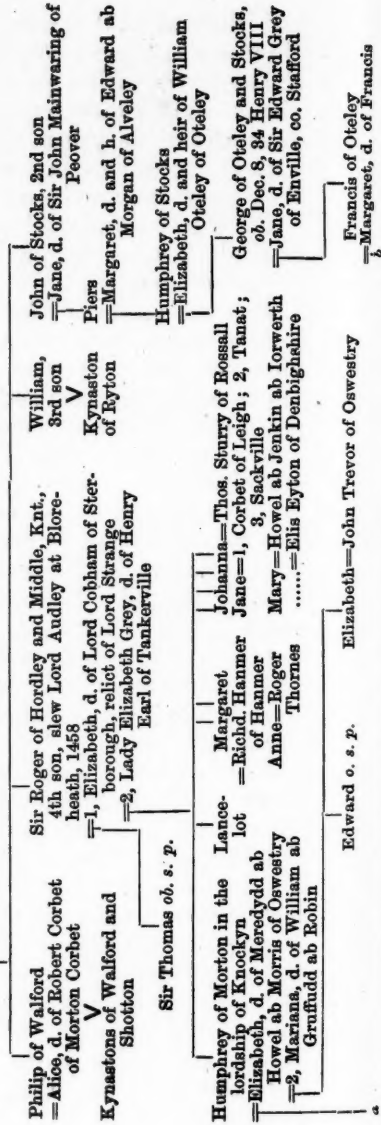 Philip of Walford
=Alice, d. of Robert Corbet
of Morton Corbet
V
Kynastons of Walford and
Shotton
Sir Roger of Hordley and Middle, Knt.,
4th son, slew Lord Audley at Blore-
heath, 1458
=1, Elizabeth, d. of Lord Cobham of Ster-
borough, relict of Lord Strange
=2, Lady Elizabeth Grey, d. of Henry
Earl of Tankerville
William,
3rd son
V
Kynaston
of Ryton
John of Stocks, 2nd son
=Jane, d. of Sir John Mainwaring of
Peover
Piers
=Margaret, d. and h. of Edward ab
Morgan of Alveley
Humphrey of Stocks
=Elizabeth, d. and heir of William
Oteley of Oteley
George of Oteley and Stocks,
ob. Dec. 8, 34 Henry VIII
=Jane, d. of Sir Edward Grey
of Enville, co. Stafford
Francis of Oteley
=Margaret, d. of Francis
b
Sir Thomas ob. s. p.
Humphrey of Morton in the
lordship of Knockyn
=Elizabeth, d. of Meredydd ab
Howel ab Morris of Oswestry
=2, Mariana, d. of William ab
Gruffudd ab Robin
Lance-
lot
Margaret
=Richd. Hanmer
of Hanmer
Anne=Roger
Thornes
Johanna=Thos. Sturry of Rossall
Jane=1, Corbet of Leigh; 2, Tanat;
3, Sackville
Mary=Howel ab Jenkin ab Iorwerth
......=Elis Eyton of Denbighshire
a
Edward o. s. p.
Elizabeth=John Trevor of Oswestry